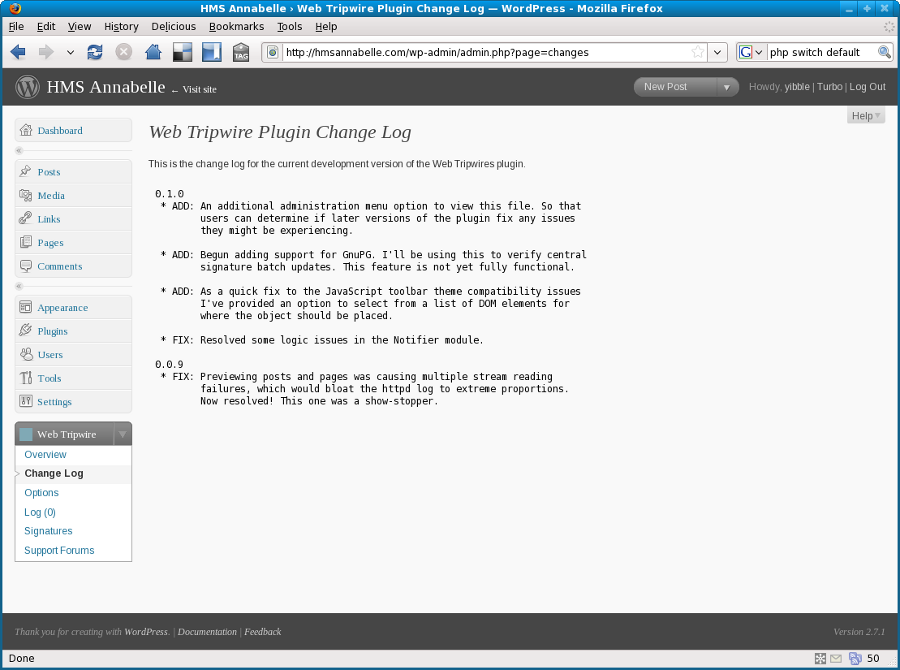 HMS Annabelle › Web Tripwire Plugin Change Log — WordPress - Mozilla Firefox
File Edit View History Delicious Bookmarks Tools Help
TAG http://hmsannabelle.com/wp-admin/admin.php?page=changes G php switch default
HMS Annabelle ← Visit site New Post Howdy, yibble | Turbo | Log Out
Help
Web Tripwire Plugin Change Log
This is the change log for the current development version of the Web Tripwires plugin.
Dashboard
Posts
Media
Links
Pages
Comments
Appearance
Plugins
Users
Tools
Settings
Web Tripwire
Overview
Change Log
Options
Log (0)
Signatures
Support Forums
0.1.0
* ADD: An additional administration menu option to view this file. So that
users can determine if later versions of the plugin fix any issues
they might be experiencing.
* ADD: Begun adding support for GnuPG. I'll be using this to verify central
signature batch updates. This feature is not yet fully functional.
* ADD: As a quick fix to the JavaScript toolbar theme compatibility issues
I've provided an option to select from a list of DOM elements for
where the object should be placed.
* FIX: Resolved some logic issues in the Notifier module.
0.0.9
* FIX: Previewing posts and pages was causing multiple stream reading
failures, which would bloat the httpd log to extreme proportions.
Now resolved! This one was a show-stopper.
Thank you for creating with WordPress. | Documentation | Feedback Version 2.7.1
Done 50